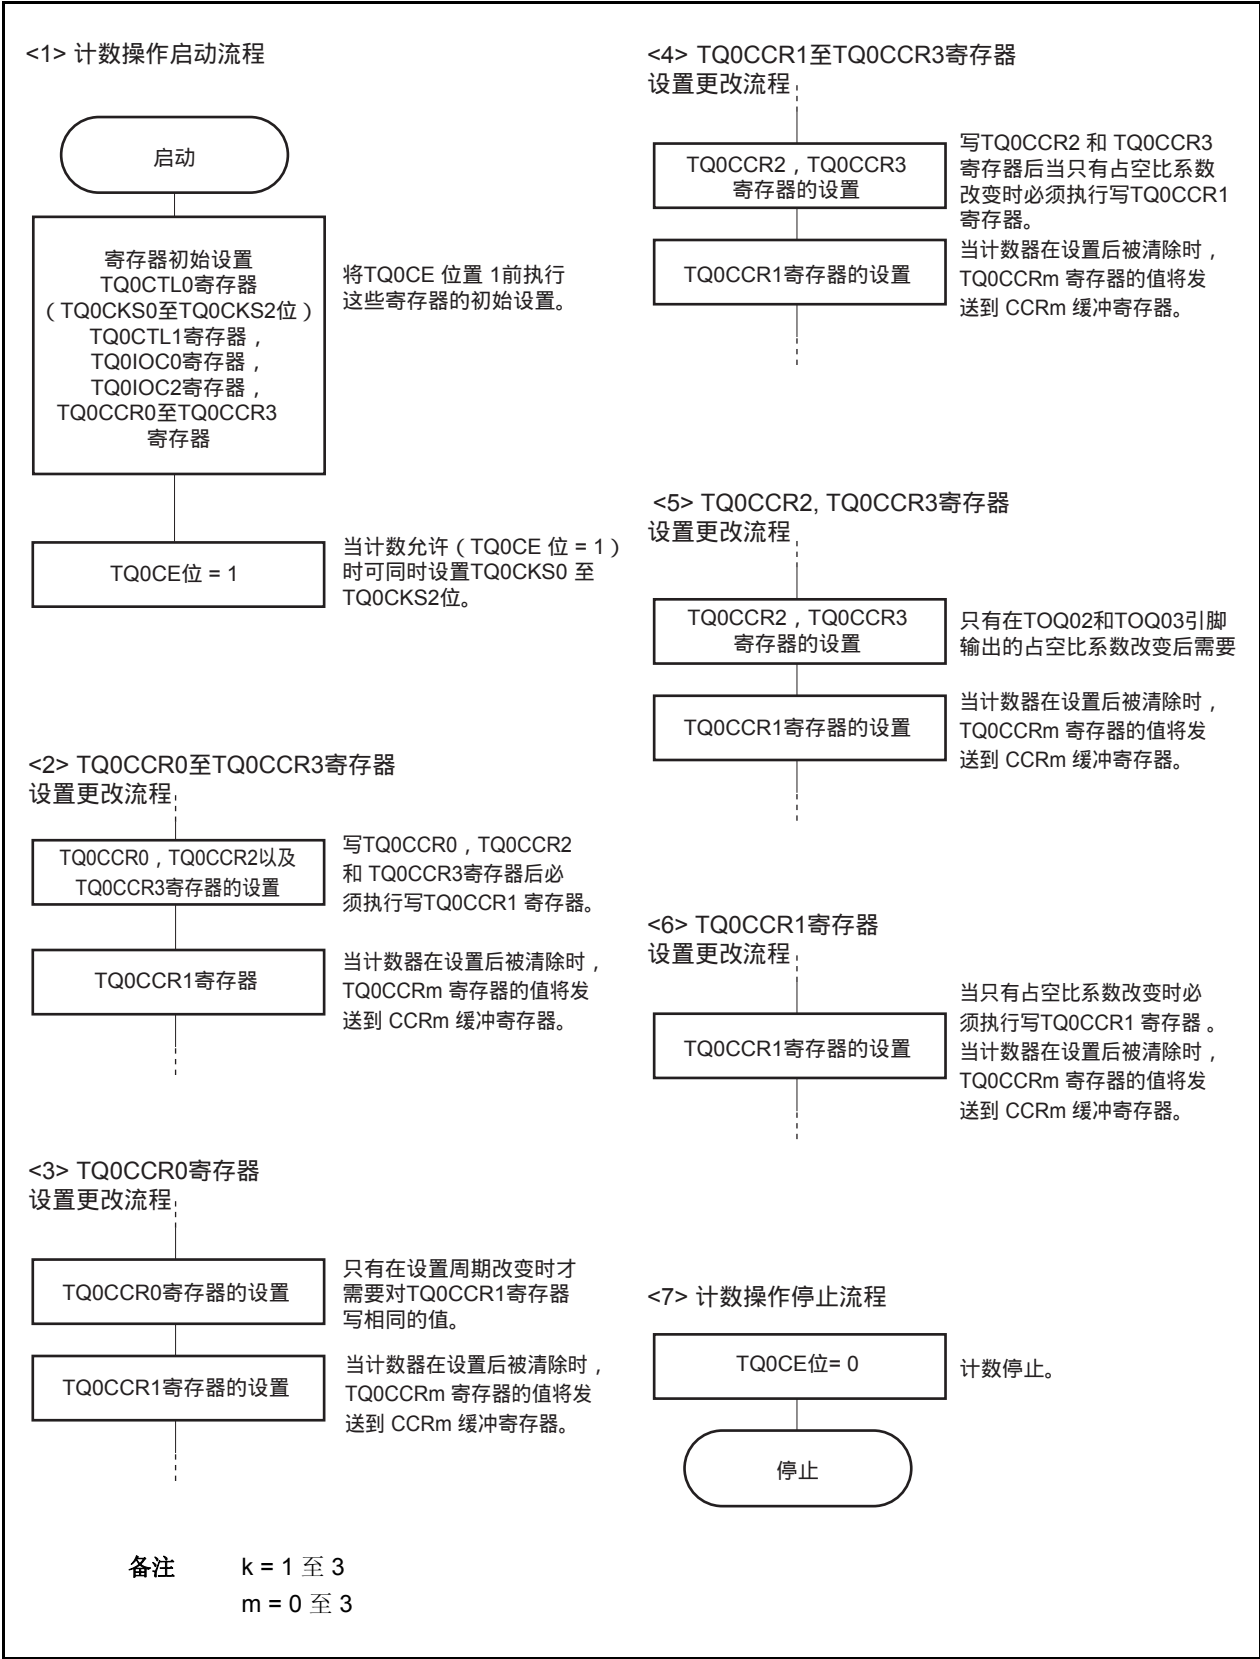 <1> 计数操作启动流程
启动
寄存器初始设置
TQ0CTL0寄存器
（TQ0CKS0至TQ0CKS2位）
TQ0CTL1寄存器，
TQ0IOC0寄存器，
TQ0IOC2寄存器，
TQ0CCR0至TQ0CCR3
寄存器
将TQ0CE 位置 1前执行
这些寄存器的初始设置。
TQ0CE位 = 1
当计数允许（TQ0CE 位 = 1）
时可同时设置TQ0CKS0 至
TQ0CKS2位。
<2> TQ0CCR0至TQ0CCR3寄存器
设置更改流程
TQ0CCR0，TQ0CCR2以及
TQ0CCR3寄存器的设置
写TQ0CCR0，TQ0CCR2
和 TQ0CCR3寄存器后必
须执行写TQ0CCR1 寄存器。
TQ0CCR1寄存器
当计数器在设置后被清除时，
TQ0CCRm 寄存器的值将发
送到 CCRm 缓冲寄存器。
<3> TQ0CCR0寄存器
设置更改流程
TQ0CCR0寄存器的设置
只有在设置周期改变时才
需要对TQ0CCR1寄存器
写相同的值。
TQ0CCR1寄存器的设置
当计数器在设置后被清除时，
TQ0CCRm 寄存器的值将发
送到 CCRm 缓冲寄存器。
<4> TQ0CCR1至TQ0CCR3寄存器
设置更改流程
TQ0CCR2，TQ0CCR3
寄存器的设置
写TQ0CCR2 和 TQ0CCR3
寄存器后当只有占空比系数
改变时必须执行写TQ0CCR1
寄存器。
TQ0CCR1寄存器的设置
当计数器在设置后被清除时，
TQ0CCRm 寄存器的值将发
送到 CCRm 缓冲寄存器。
<5> TQ0CCR2, TQ0CCR3寄存器
设置更改流程
TQ0CCR2，TQ0CCR3
寄存器的设置
只有在TOQ02和TOQ03引脚
输出的占空比系数改变后需要
TQ0CCR1寄存器的设置
当计数器在设置后被清除时，
TQ0CCRm 寄存器的值将发
送到 CCRm 缓冲寄存器。
<6> TQ0CCR1寄存器
设置更改流程
TQ0CCR1寄存器的设置
当只有占空比系数改变时必
须执行写TQ0CCR1 寄存器 。
当计数器在设置后被清除时，
TQ0CCRm 寄存器的值将发
送到 CCRm 缓冲寄存器。
<7> 计数操作停止流程
TQ0CE位= 0
计数停止。
停止
备注 k = 1 至 3
m = 0 至 3